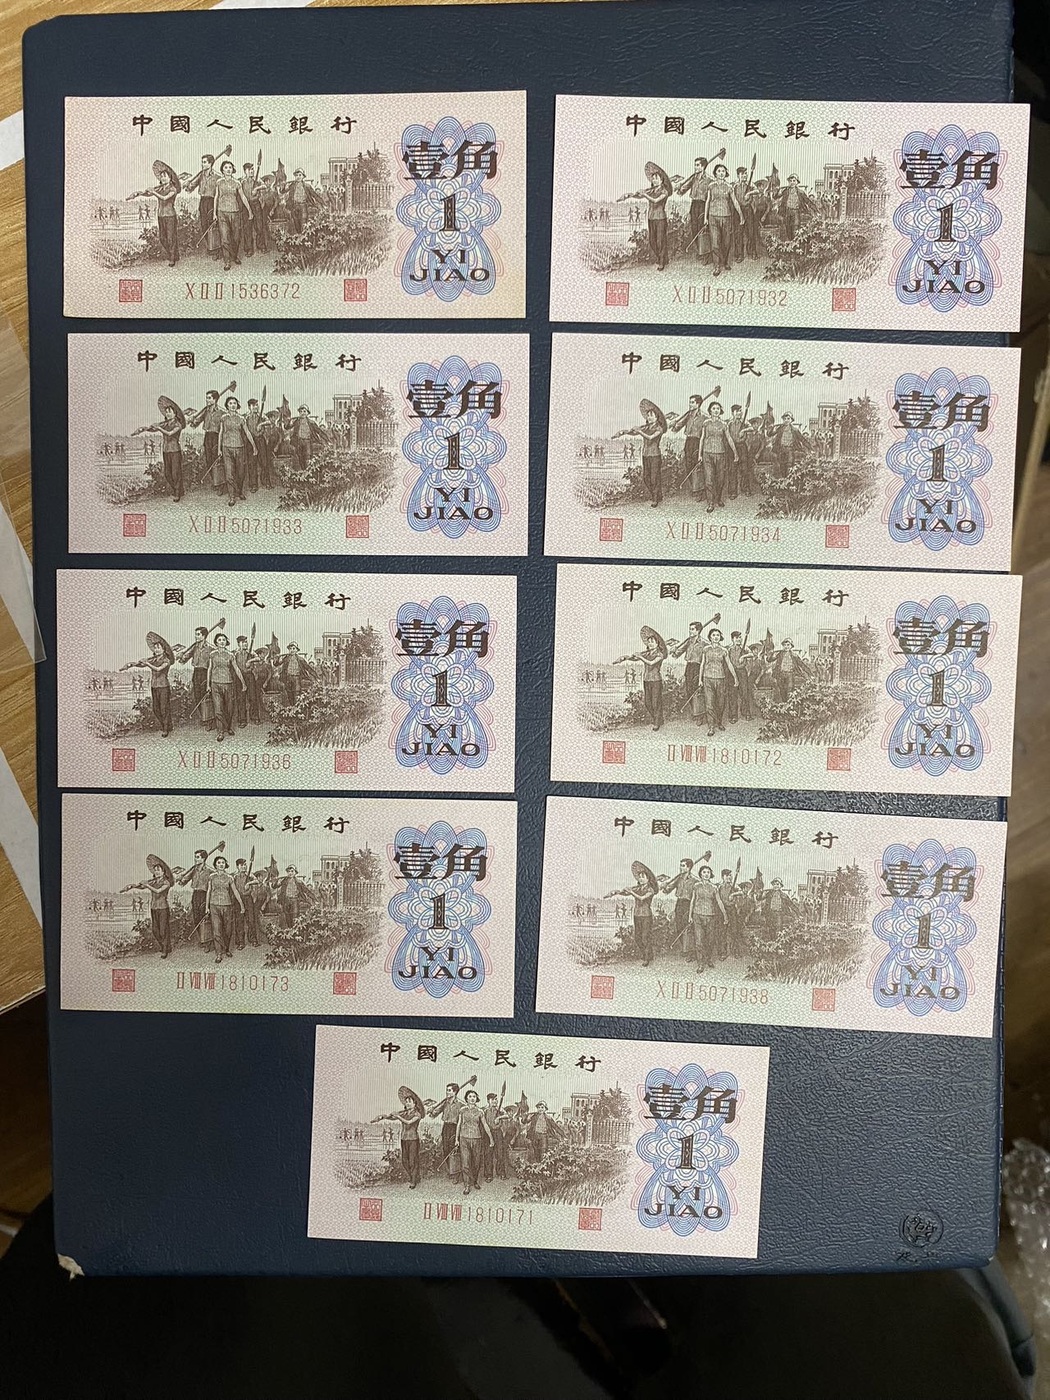 中國人民銀行
壹角
1
YI
JIAO
X II II 1536372
中國人民銀行
壹角
1
YI
JIAO
X II II 5071932
中國人民銀行
壹角
1
YI
JIAO
X II II 5071933
中國人民銀行
壹角
1
YI
JIAO
X II II 5071934
中國人民銀行
壹角
1
YI
JIAO
X II II 5071936
中國人民銀行
壹角
1
YI
JIAO
II VIII VIII 1810172
中國人民銀行
壹角
1
YI
JIAO
II VIII VIII 1810173
中國人民銀行
壹角
1
YI
JIAO
X II II 5071938
中國人民銀行
壹角
1
YI
JIAO
II VIII VIII 1810171